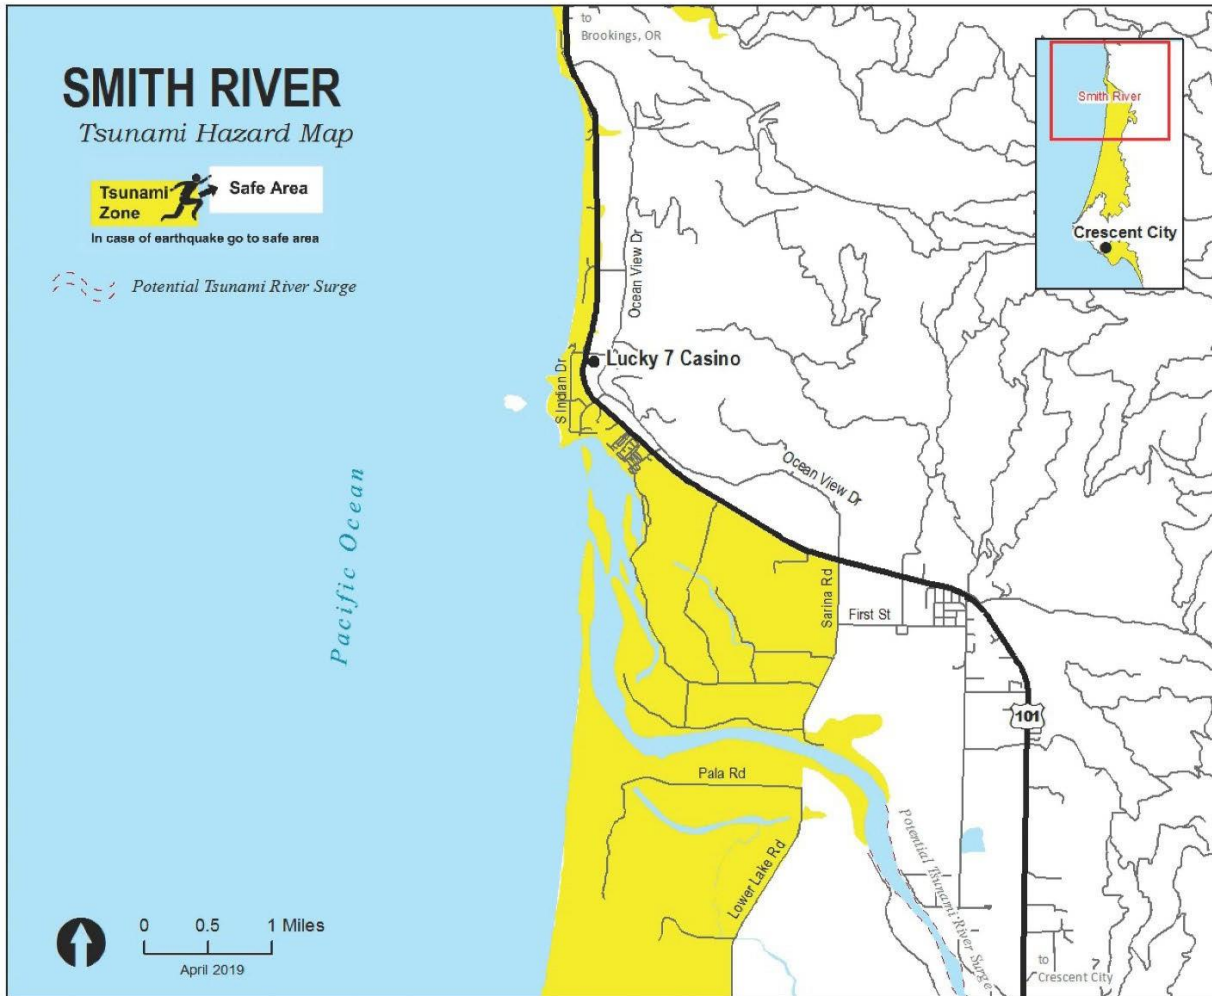 SMITH RIVER
Tsunami Hazard Map
Tsunami
Zone
Safe Area
In case of earthquake go to safe area
Potential Tsunami River Surge
to
Brookings, OR
Smith River
Crescent City
Ocean View Dr
Lucky 7 Casino
S Indian Dr
Ocean View Dr
Pacific Ocean
Sarina Rd
First St
101
Pala Rd
Potential Tsunami River Surge
Lower Lake Rd
0 0.5 1 Miles
April 2019
to
Crescent City